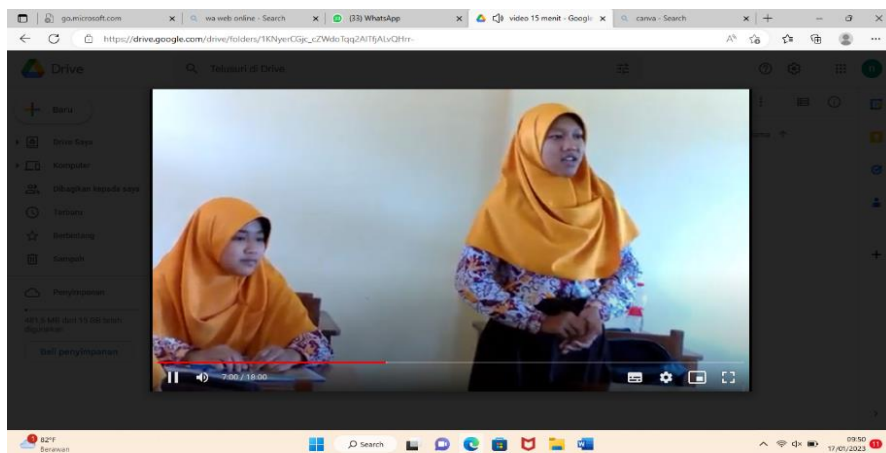 go.microsoft.com
wa web online - Search
(33) WhatsApp
video 15 menit - Google
canva - Search
https://drive.google.com/drive/folders/
Drive
Telusuri di Drive
Baru
Drive Saya
Komputer
Dibagikan kepada saya
Terbaru
Berbintang
Sampah
Penyimpanan
Beli penyimpanan
7:00 / 18:00
82°F
Berawan
Search
09:50
17/01/2023
11